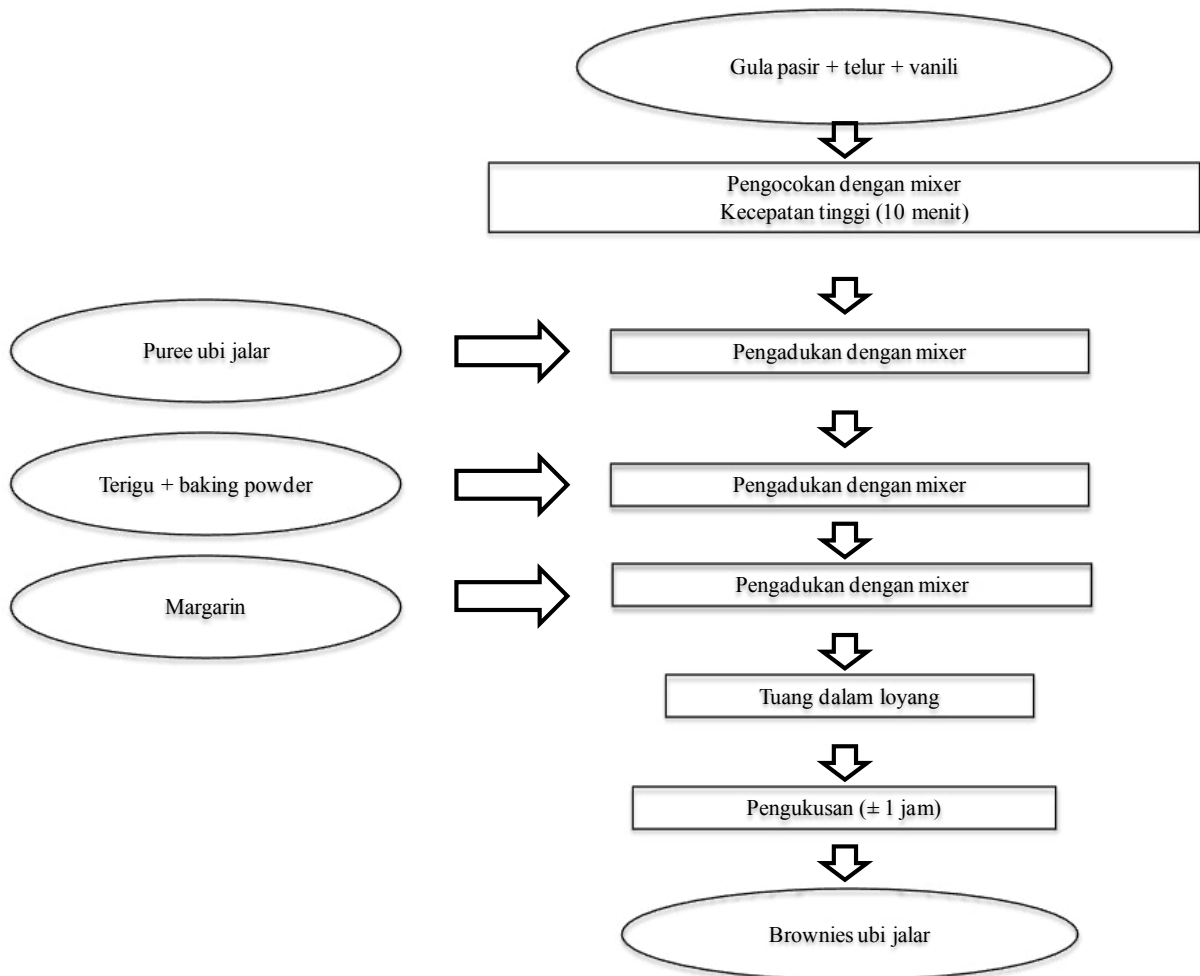 Gula pasir + telur + vanili
Pengocokan dengan mixer
Kecepatan tinggi (10 menit)
Puree ubi jalar
Pengadukan dengan mixer
Terigu + baking powder
Pengadukan dengan mixer
Margarin
Pengadukan dengan mixer
Tuang dalam loyang
Pengukusan (± 1 jam)
Brownies ubi jalar